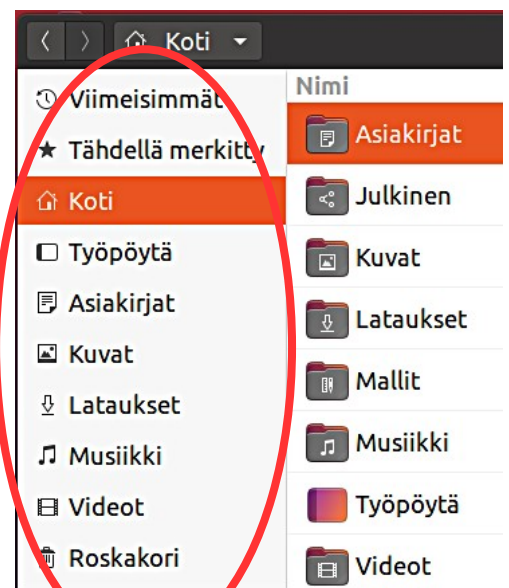 Koti
Viimeisimmät
Tähdellä merkitty
Koti
Työpöytä
Asiakirjat
Kuvat
Lataukset
Musiikki
Videot
Roskakori
Nimi
Asiakirjat
Julkinen
Kuvat
Lataukset
Mallit
Musiikki
Työpöytä
Videot